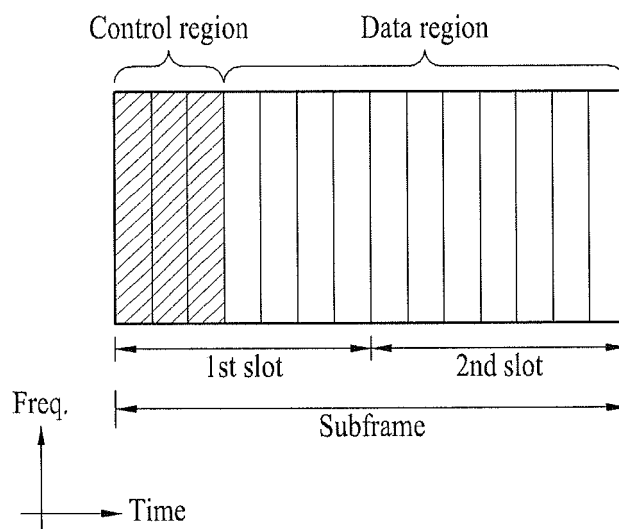 Control region
Data region
1st slot
2nd slot
Subframe
Freq.
Time